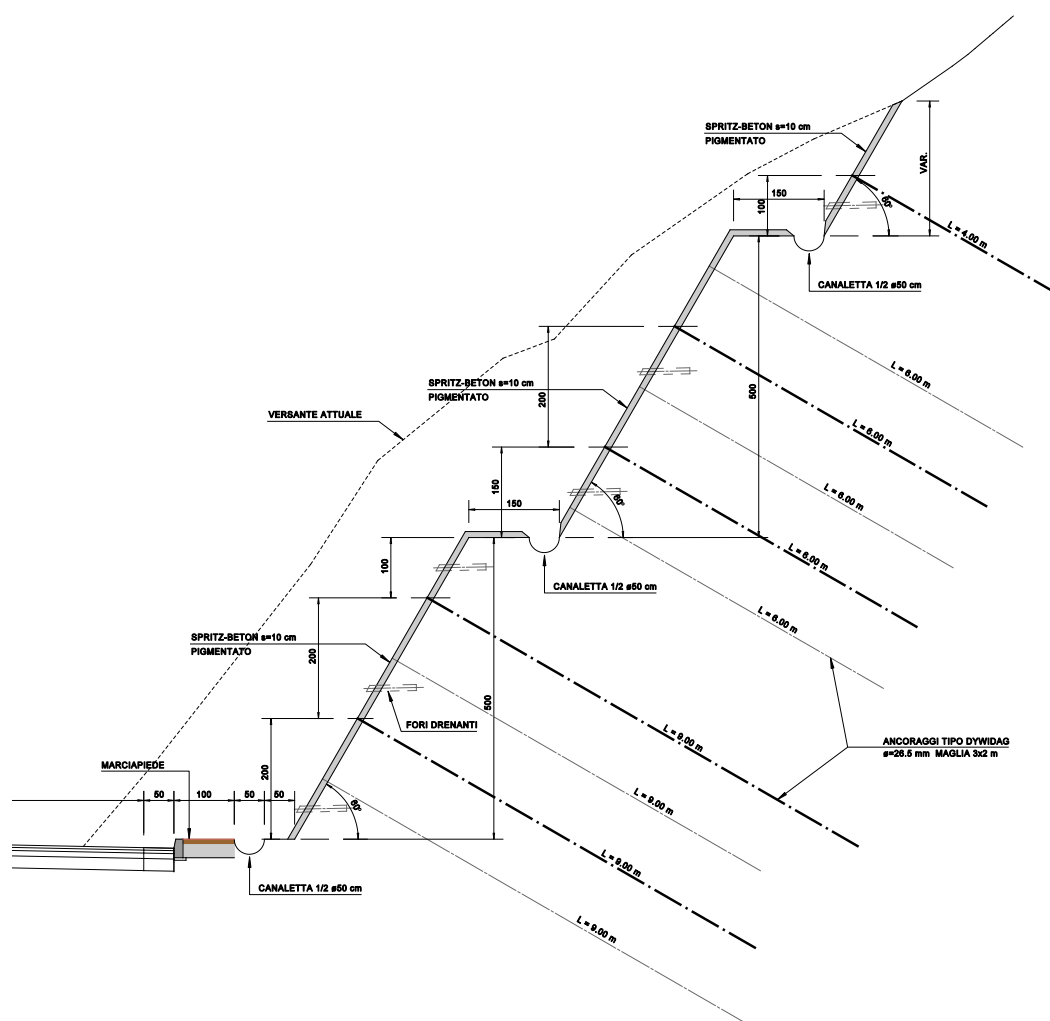 SPRITZ-BETON s=10 cm
PIGMENTATO
VAR.
150
100
60°
L = 4.00 m
CANALETTA 1/2 ø50 cm
L = 6.00 m
200
500
SPRITZ-BETON s=10 cm
PIGMENTATO
L = 6.00 m
VERSANTE ATTUALE
150
150
60°
L = 6.00 m
L = 6.00 m
100
CANALETTA 1/2 ø50 cm
SPRITZ-BETON s=10 cm
PIGMENTATO
200
500
FORI DRENANTI
L = 9.00 m
ANCORAGGI TIPO DYWIDAG
ø=26.5 mm MAGLIA 3x2 m
MARCIAPIEDE
200
50
100
50
50
60°
L = 9.00 m
L = 9.00 m
CANALETTA 1/2 ø50 cm
L = 9.00 m